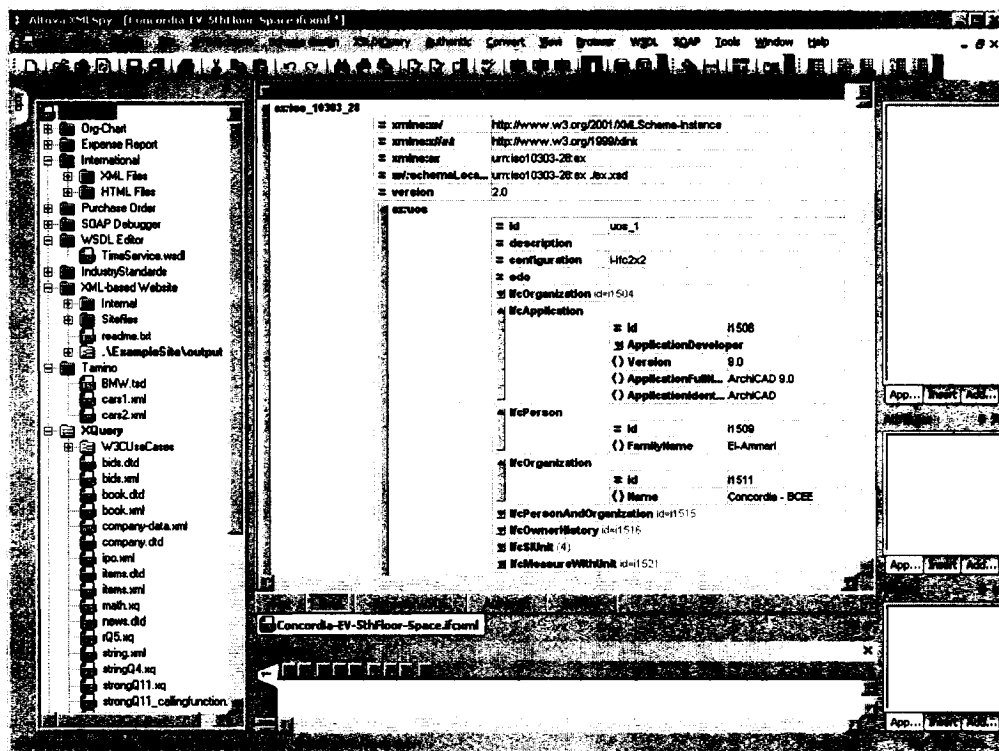 Altova XMLSpy - [Concordia-EV-5thFloor-Space.ifcxml *]
XSL/XQuery Authentic Convert View Browser WSDL SOAP Tools Window Help
Org-Chart
Expense Report
International
XML Files
HTML Files
Purchase Order
SOAP Debugger
WSDL Editor
TimeService.wsdl
IndustryStandards
XML-based Website
Internal
Sitefiles
readme.txt
.\ExampleSite\output
Tamino
BMW.tsd
cars1.xml
cars2.xml
XQuery
W3CUseCases
bids.dtd
bids.xml
book.dtd
book.xml
company-data.xml
company.dtd
ipo.xml
items.dtd
items.xml
math.xq
news.dtd
rQ5.xq
string.xml
stringQ4.xq
strongQ11.xq
strongQ11_callingfunction.
ex:iso_10303_28
= xmlns:xsi http://www.w3.org/2001/XMLSchema-instance
= xmlns:xlink http://www.w3.org/1999/xlink
= xmlns:ex urn:iso10303-28:ex
= xsi:schemaLoca... urn:iso10303-28:ex ./ex.xsd
= version 2.0
ex:uos
= id uos_1
= description
= configuration i-ifc2x2
= edo
IfcOrganization id=i1504
IfcApplication
= id i1508
ApplicationDeveloper
() Version 9.0
() ApplicationFullN... ArchiCAD 9.0
() ApplicationIdent... ArchiCAD
IfcPerson
= id i1509
() FamilyName El-Ammari
IfcOrganization
= id i1511
() Name Concordia - BCEE
IfcPersonAndOrganization id=i1515
IfcOwnerHistory id=i1516
IfcSIUnit (4)
IfcMeasureWithUnit id=i1521
Concordia-EV-5thFloor-Space.ifcxml
App... Insert Add...
App... Insert Add...
App... Insert Add...